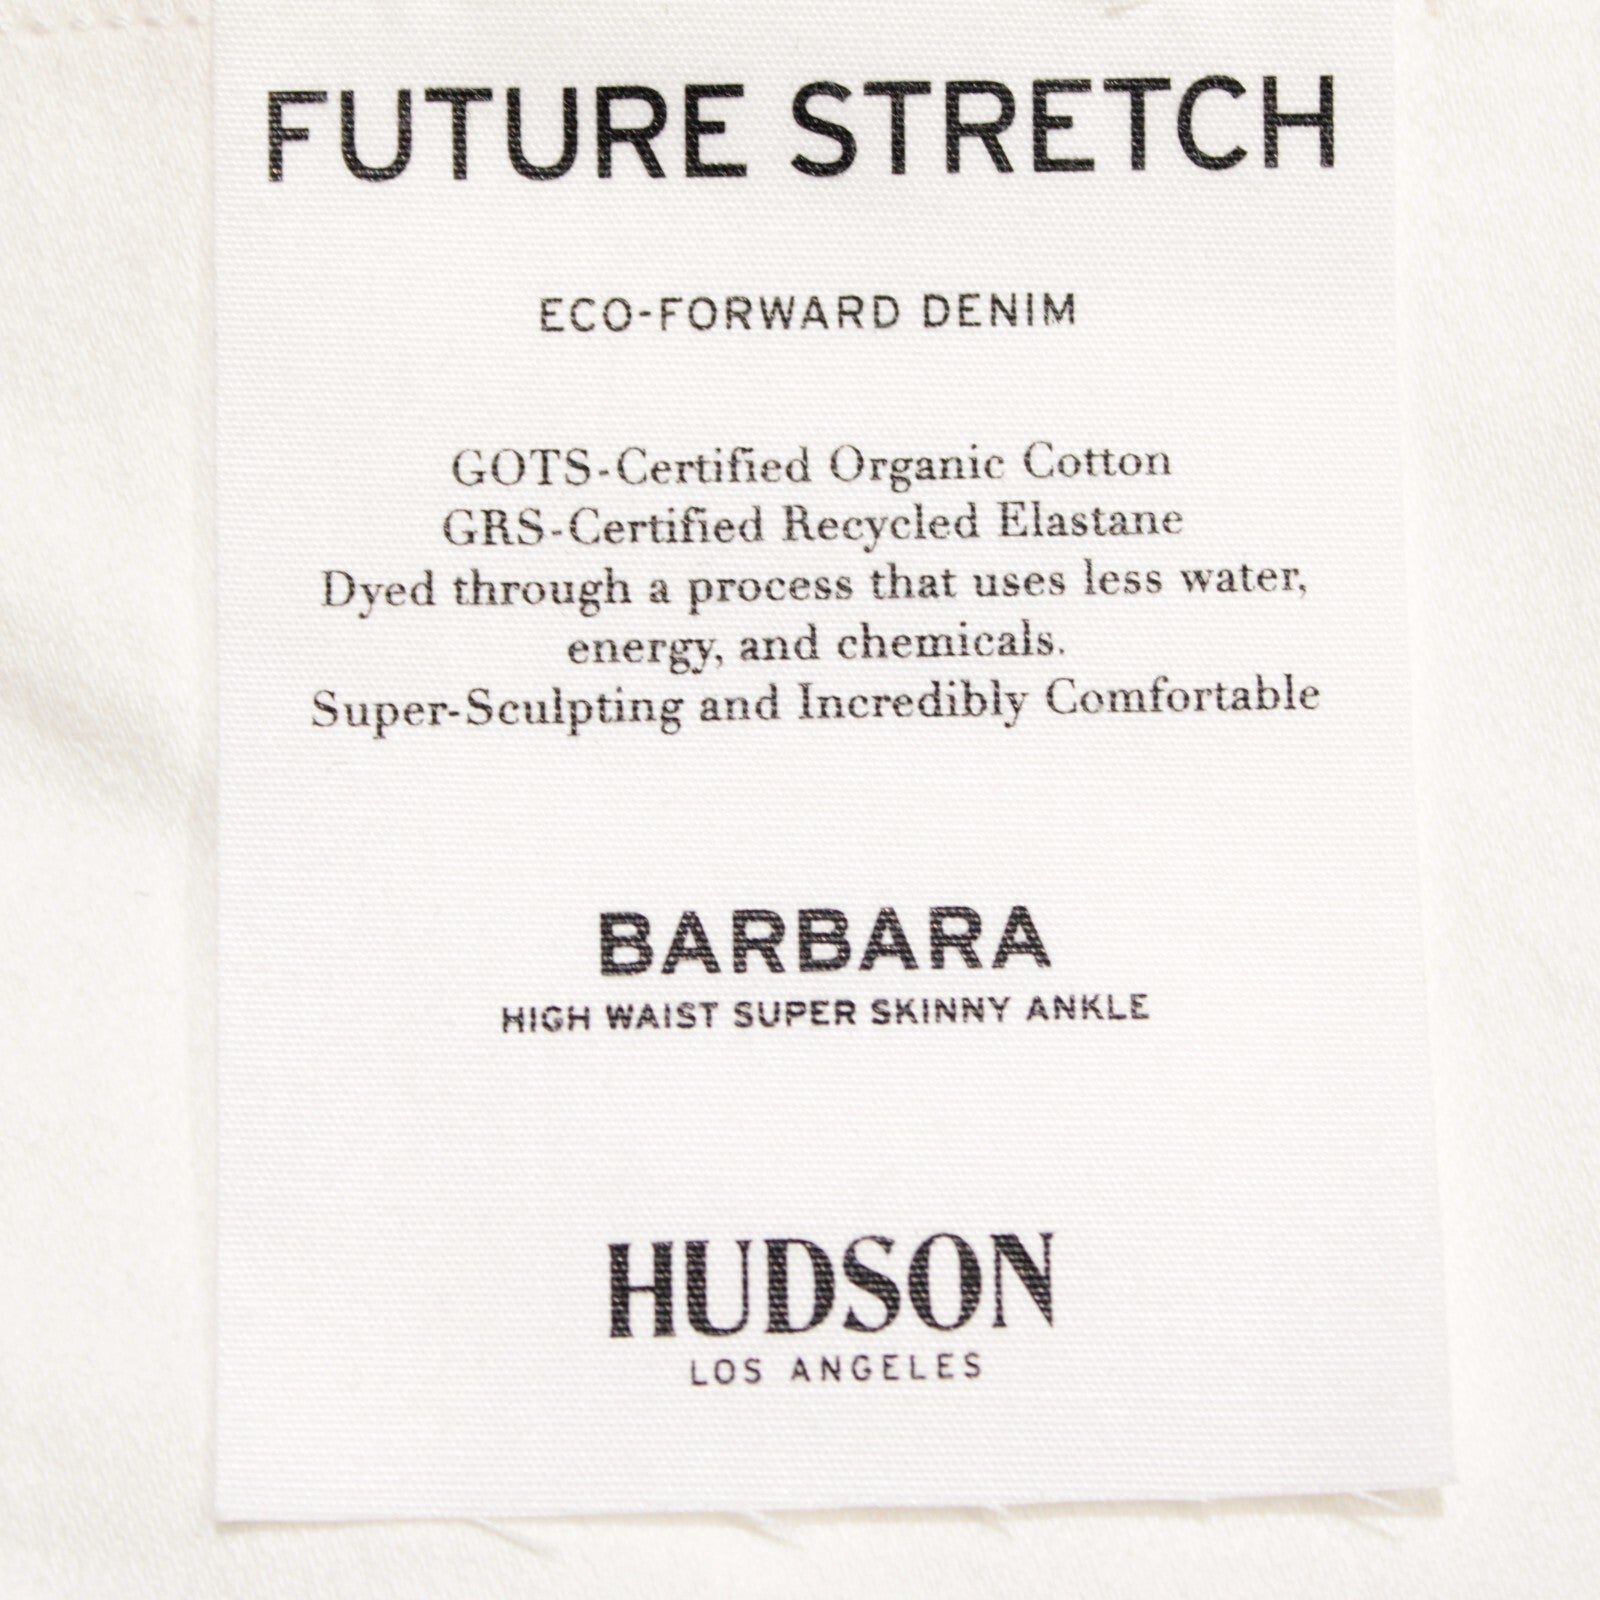 FUTURE STRETCH
ECO-FORWARD DENIM
GOTS-Certified Organic Cotton
GRS-Certified Recycled Elastane
Dyed through a process that uses less water,
energy, and chemicals.
Super-Sculpting and Incredibly Comfortable
BARBARA
HIGH WAIST SUPER SKINNY ANKLE
HUDSON
LOS ANGELES